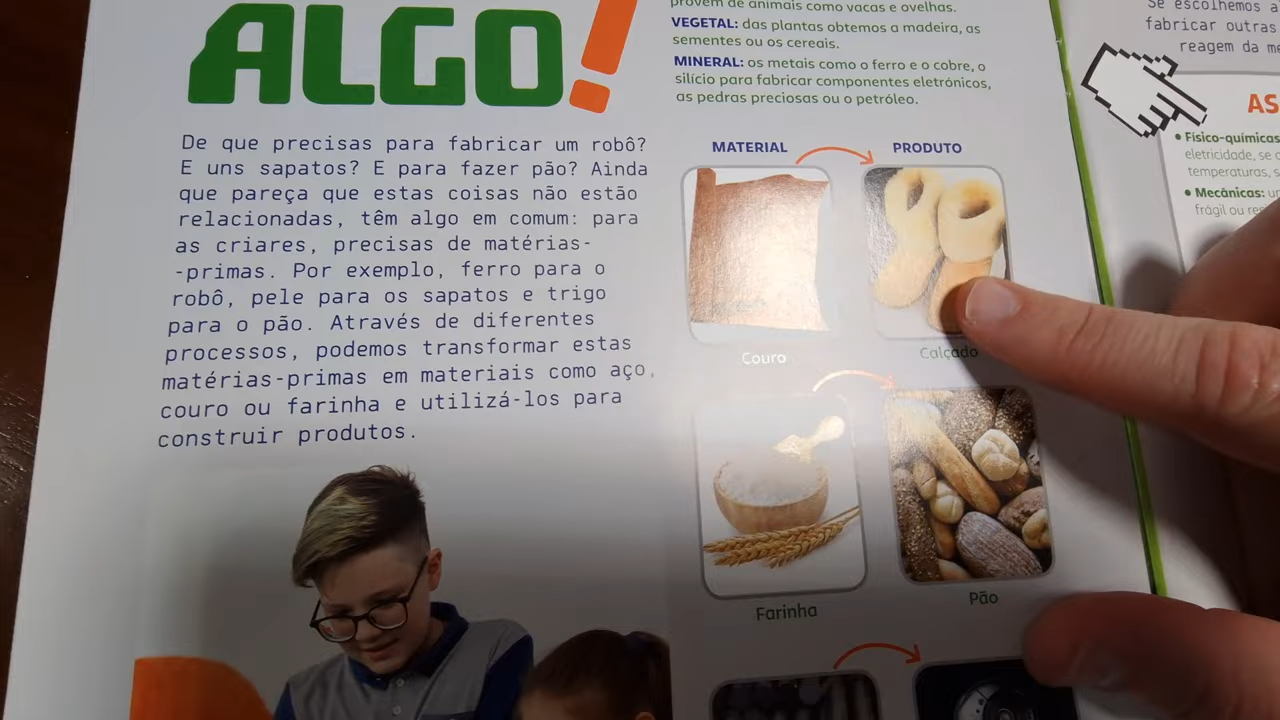 ALGO!
De que precisas para fabricar um robô?
E uns sapatos? E para fazer pão? Ainda
que pareça que estas coisas não estão
relacionadas, têm algo em comum: para
as criares, precisas de matérias-
-primas. Por exemplo, ferro para o
robô, pele para os sapatos e trigo
para o pão. Através de diferentes
processos, podemos transformar estas
matérias-primas em materiais como aço,
couro ou farinha e utilizá-los para
construir produtos.
provêm de animais como vacas e ovelhas.
VEGETAL: das plantas obtemos a madeira, as
sementes ou os cereais.
MINERAL: os metais como o ferro e o cobre, o
silício para fabricar componentes eletrónicos,
as pedras preciosas ou o petróleo.
MATERIAL
PRODUTO
Couro
Calçado
Farinha
Pão
Se escolhemos a
fabricar outras
reagem da me
AS
• Físico-químicas
eletricidade, se
temperaturas, s
• Mecânicas:
frágil ou